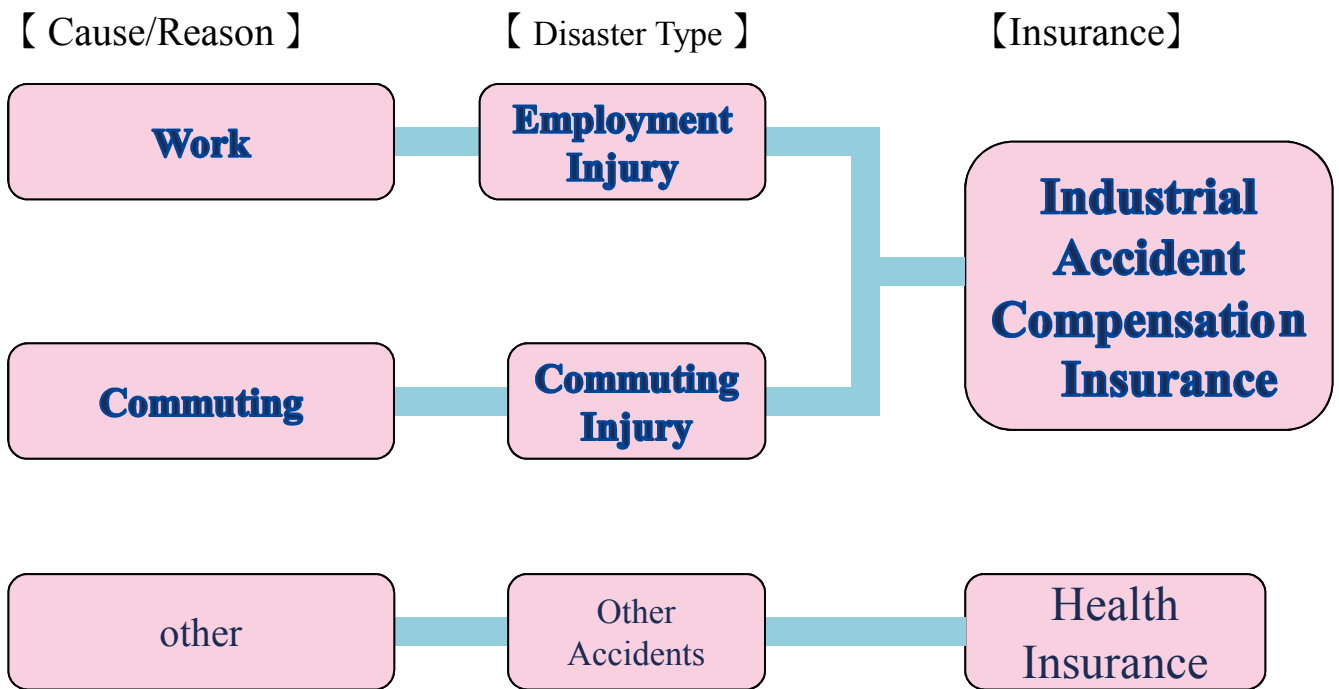 【 Cause/Reason 】
【 Disaster Type 】
【Insurance】
Work
Employment
Injury
Industrial
Accident
Compensation
Insurance
Commuting
Commuting
Injury
other
Other
Accidents
Health
Insurance